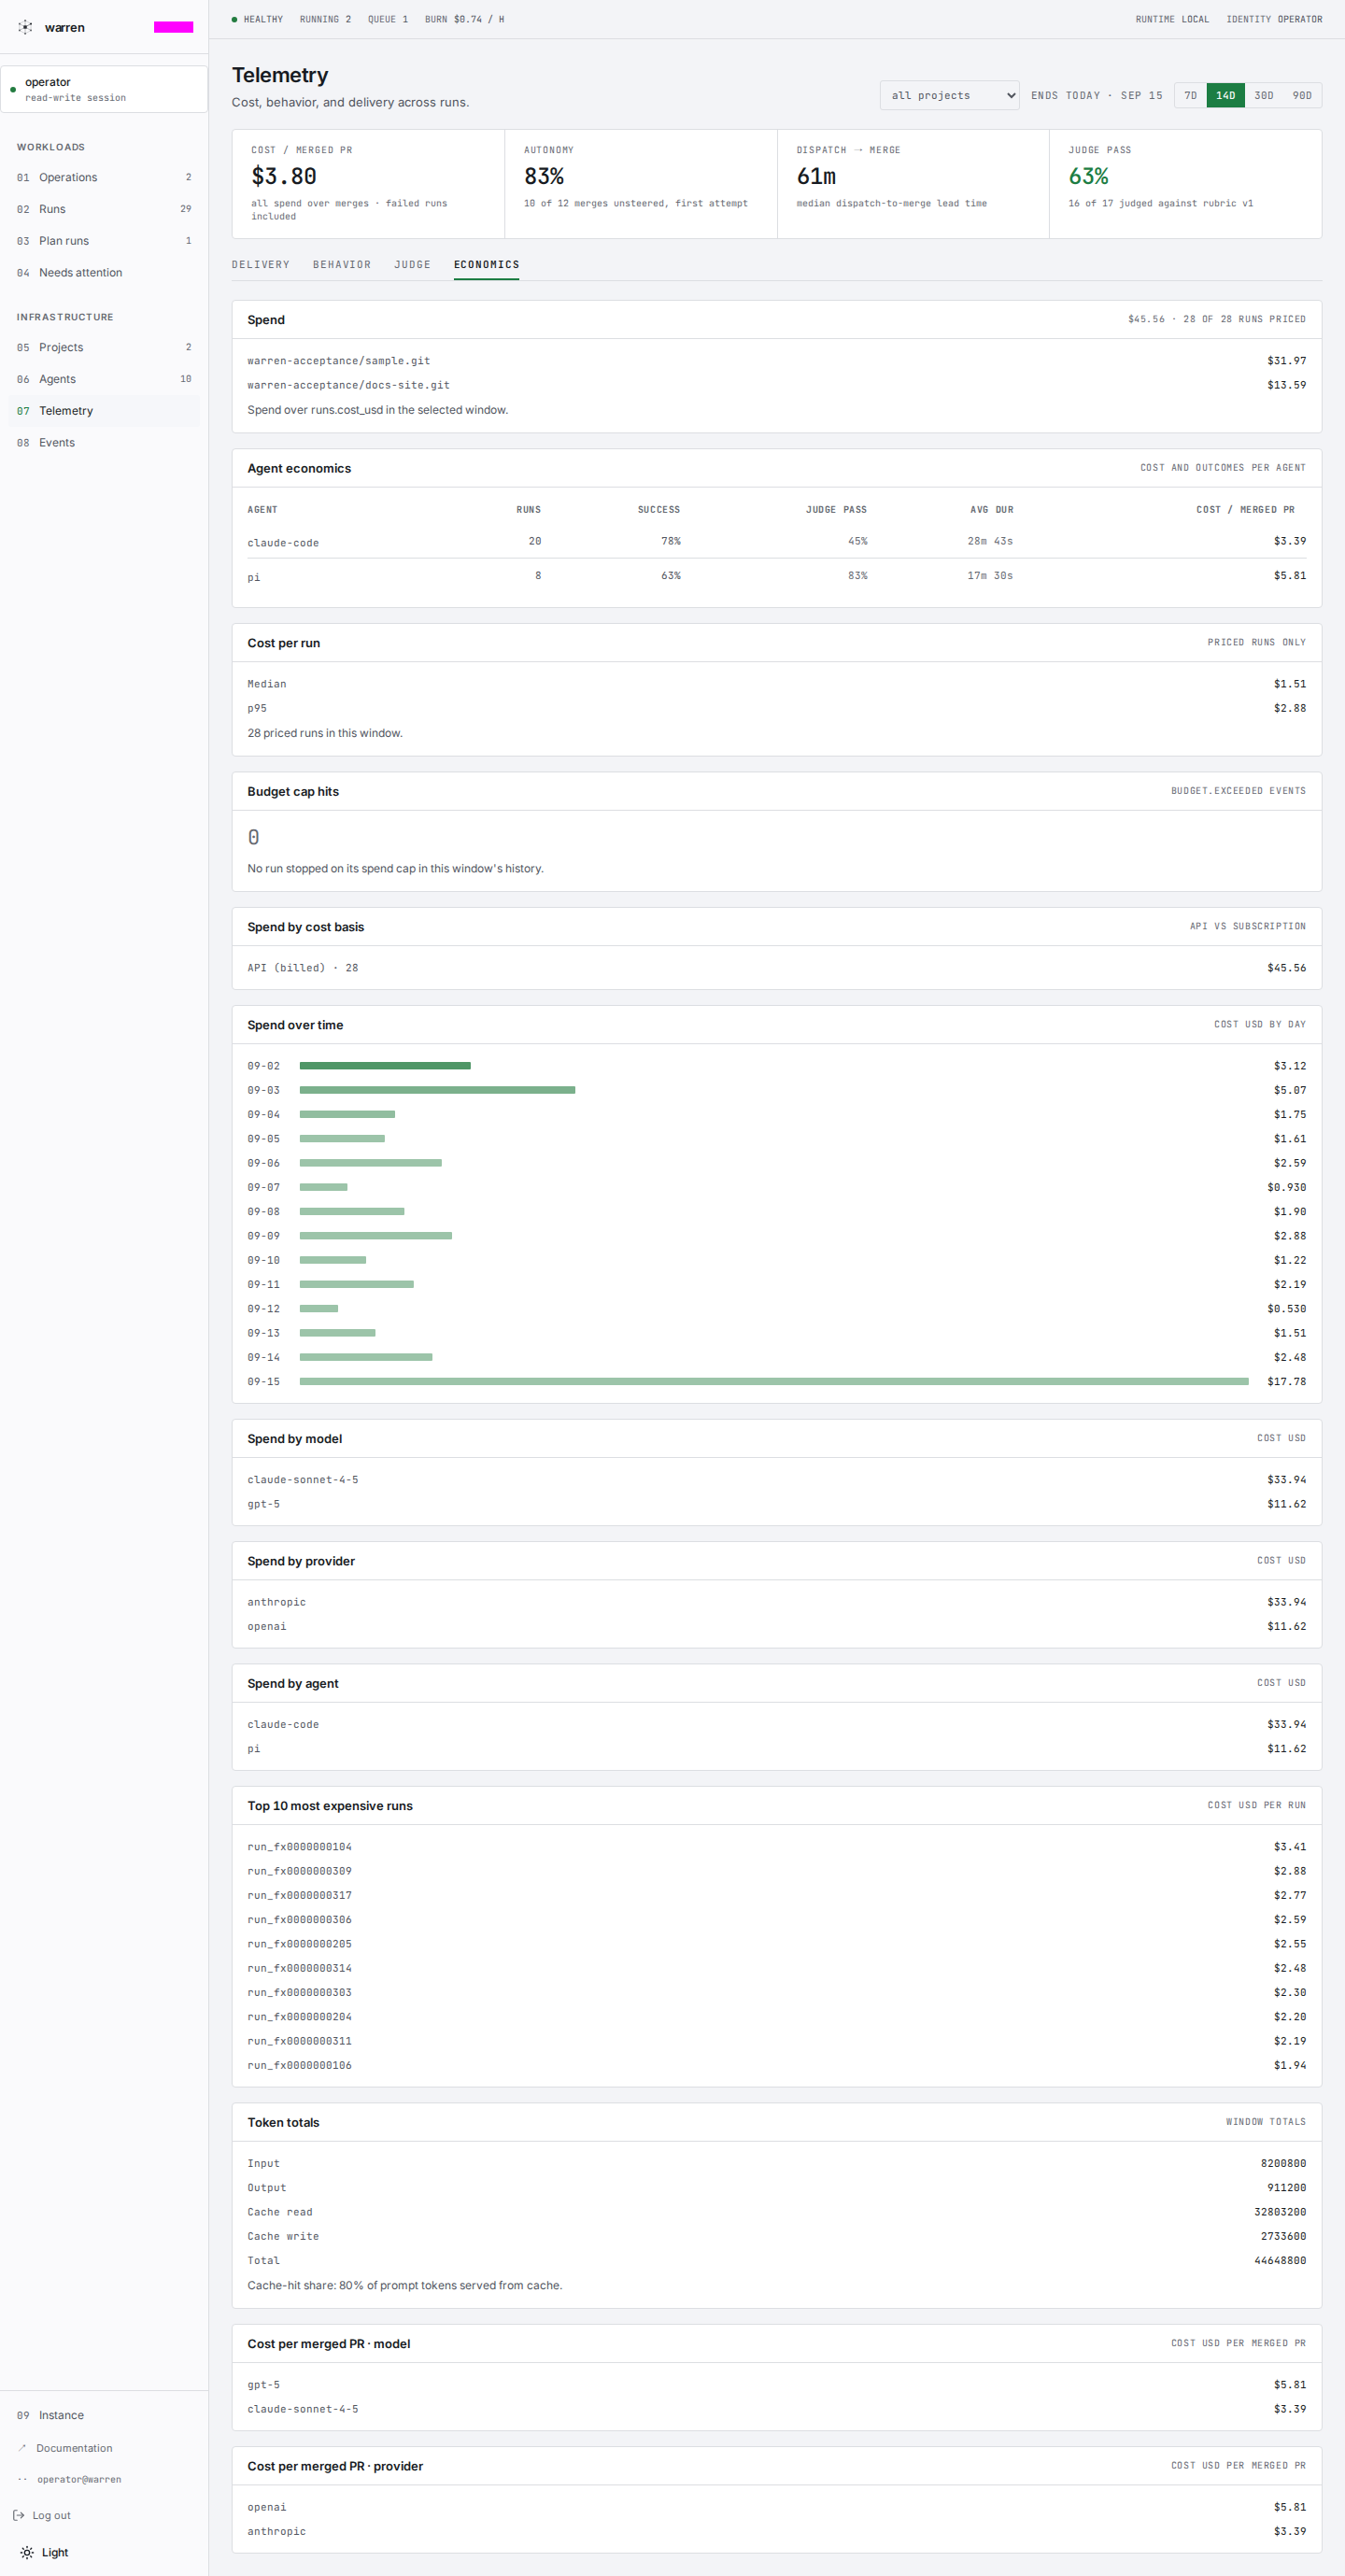 warren
operator
read-write session
WORKLOADS
01 Operations 2
02 Runs 29
03 Plan runs 1
04 Needs attention
INFRASTRUCTURE
05 Projects 2
06 Agents 10
07 Telemetry
08 Events
09 Instance
↗ Documentation
·· operator@warren
Log out
Light
HEALTHY RUNNING 2 QUEUE 1 BURN $0.74 / H
RUNTIME LOCAL IDENTITY OPERATOR
Telemetry
Cost, behavior, and delivery across runs.
all projects ENDS TODAY · SEP 15 7D 14D 30D 90D
COST / MERGED PR
$3.80
all spend over merges · failed runs
included
AUTONOMY
83%
10 of 12 merges unsteered, first attempt
DISPATCH → MERGE
61m
median dispatch-to-merge lead time
JUDGE PASS
63%
16 of 17 judged against rubric v1
DELIVERY BEHAVIOR JUDGE ECONOMICS
Spend $45.56 · 28 OF 28 RUNS PRICED
warren-acceptance/sample.git $31.97
warren-acceptance/docs-site.git $13.59
Spend over runs.cost_usd in the selected window.
Agent economics COST AND OUTCOMES PER AGENT
AGENT RUNS SUCCESS JUDGE PASS AVG DUR COST / MERGED PR
claude-code 20 78% 45% 28m 43s $3.39
pi 8 63% 83% 17m 30s $5.81
Cost per run PRICED RUNS ONLY
Median $1.51
p95 $2.88
28 priced runs in this window.
Budget cap hits BUDGET.EXCEEDED EVENTS
0
No run stopped on its spend cap in this window's history.
Spend by cost basis API VS SUBSCRIPTION
API (billed) · 28 $45.56
Spend over time COST USD BY DAY
09-02 $3.12
09-03 $5.07
09-04 $1.75
09-05 $1.61
09-06 $2.59
09-07 $0.930
09-08 $1.90
09-09 $2.88
09-10 $1.22
09-11 $2.19
09-12 $0.530
09-13 $1.51
09-14 $2.48
09-15 $17.78
Spend by model COST USD
claude-sonnet-4-5 $33.94
gpt-5 $11.62
Spend by provider COST USD
anthropic $33.94
openai $11.62
Spend by agent COST USD
claude-code $33.94
pi $11.62
Top 10 most expensive runs COST USD PER RUN
run_fx0000000104 $3.41
run_fx0000000309 $2.88
run_fx0000000317 $2.77
run_fx0000000306 $2.59
run_fx0000000205 $2.55
run_fx0000000314 $2.48
run_fx0000000303 $2.30
run_fx0000000204 $2.20
run_fx0000000311 $2.19
run_fx0000000106 $1.94
Token totals WINDOW TOTALS
Input 8200800
Output 911200
Cache read 32803200
Cache write 2733600
Total 44648800
Cache-hit share: 80% of prompt tokens served from cache.
Cost per merged PR · model COST USD PER MERGED PR
gpt-5 $5.81
claude-sonnet-4-5 $3.39
Cost per merged PR · provider COST USD PER MERGED PR
openai $5.81
anthropic $3.39